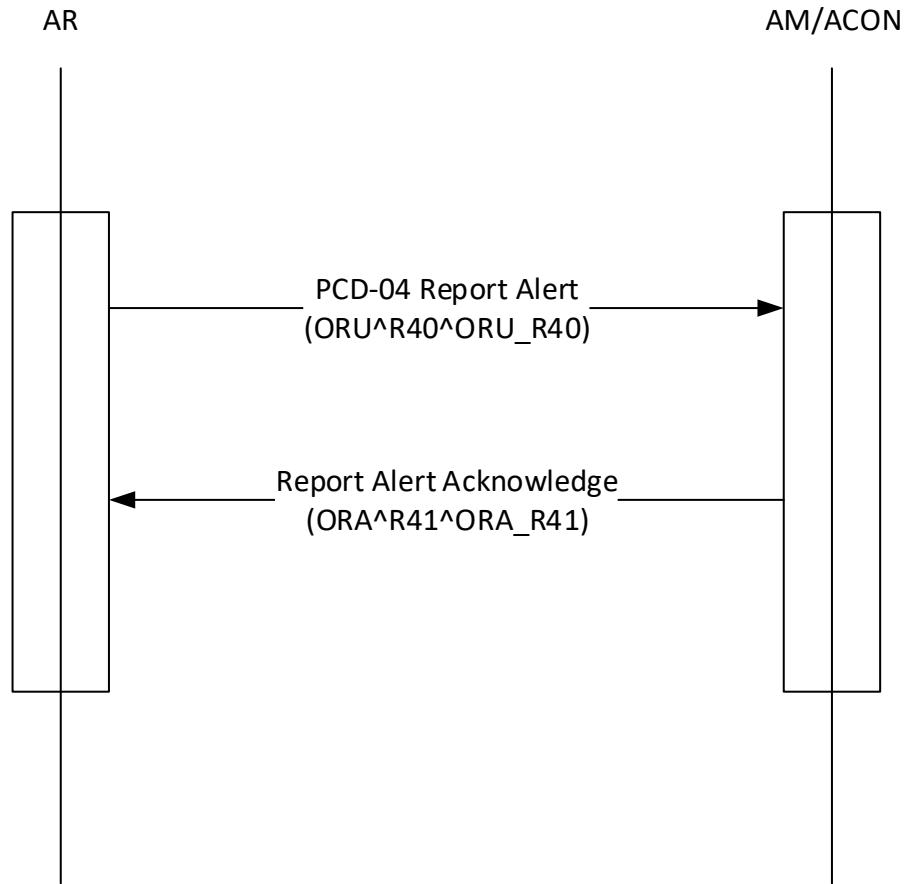 AR
AM/ACON
PCD-04 Report Alert
(ORU^R40^ORU_R40)
Report Alert Acknowledge
(ORA^R41^ORA_R41)